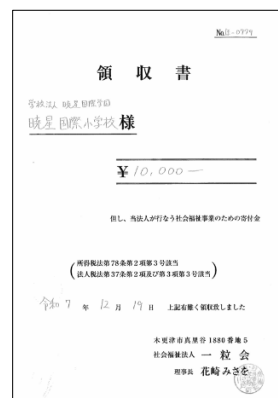 No.15-0779
領収書
学校法人 暁星国際学園
暁星国際小学校 様
¥10,000—
但し、当法人が行なう社会福祉事業のための寄付金
所得税法第78条第2項第3号該当
法人税法第37条第2項及び第3項第3号該当
令和 7 年 12 月 19 日 上記有難く領収致しました
木更津市真里谷1880番地5
社会福祉法人 一粒会
理事長 花崎みさを